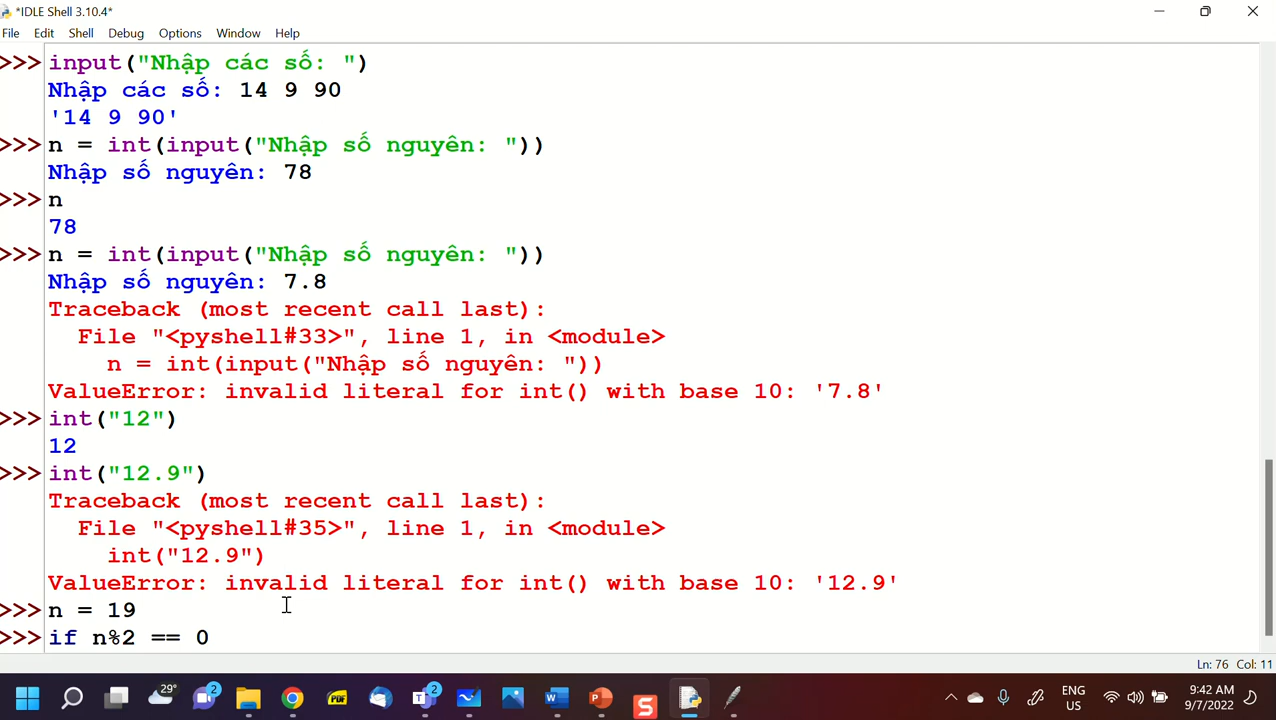 *IDLE Shell 3.10.4*
File Edit Shell Debug Options Window Help
>>> input("Nhập các số: ")
Nhập các số: 14 9 90
'14 9 90'
>>> n = int(input("Nhập số nguyên: "))
Nhập số nguyên: 78
>>> n
78
>>> n = int(input("Nhập số nguyên: "))
Nhập số nguyên: 7.8
Traceback (most recent call last):
File "<pyshell#33>", line 1, in <module>
n = int(input("Nhập số nguyên: "))
ValueError: invalid literal for int() with base 10: '7.8'
>>> int("12")
12
>>> int("12.9")
Traceback (most recent call last):
File "<pyshell#35>", line 1, in <module>
int("12.9")
ValueError: invalid literal for int() with base 10: '12.9'
>>> n = 19
>>> if n%2 == 0
Ln: 76 Col: 11
29°
2
PDF
T
2
W
P
S
ENG
US
9:42 AM
9/7/2022